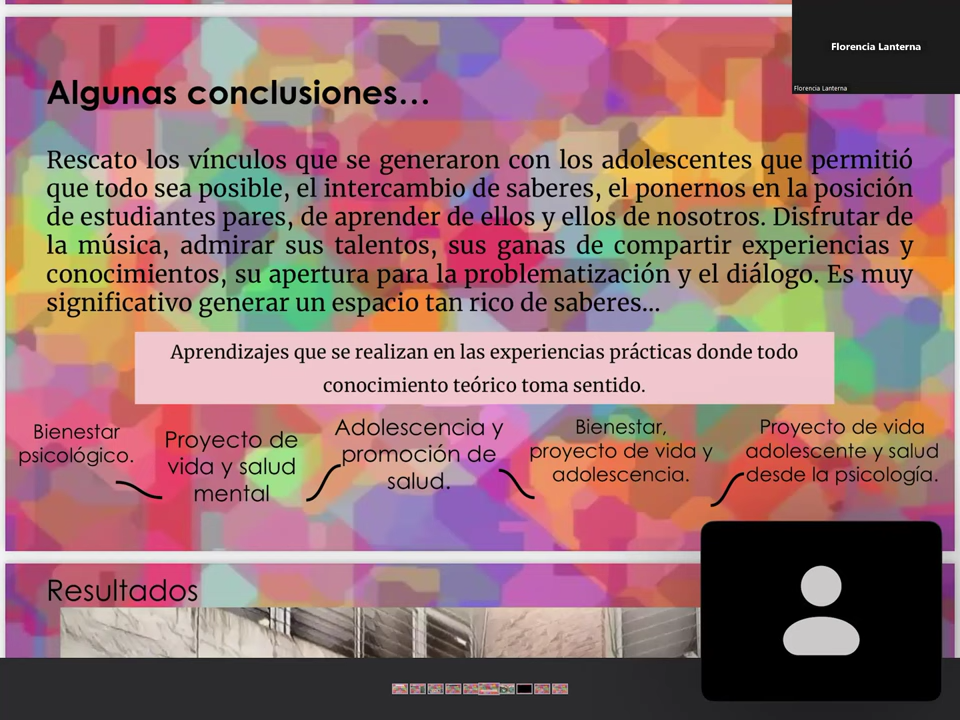 Florencia Lanterna
Florencia Lanterna
Algunas conclusiones…
Rescato los vínculos que se generaron con los adolescentes que permitió
que todo sea posible, el intercambio de saberes, el ponernos en la posición
de estudiantes pares, de aprender de ellos y ellos de nosotros. Disfrutar de
la música, admirar sus talentos, sus ganas de compartir experiencias y
conocimientos, su apertura para la problematización y el diálogo. Es muy
significativo generar un espacio tan rico de saberes…
Aprendizajes que se realizan en las experiencias prácticas donde todo
conocimiento teórico toma sentido.
Bienestar
psicológico.
Proyecto de
vida y salud
mental
Adolescencia y
promoción de
salud.
Bienestar,
proyecto de vida y
adolescencia.
Proyecto de vida
adolescente y salud
desde la psicología.
Resultados